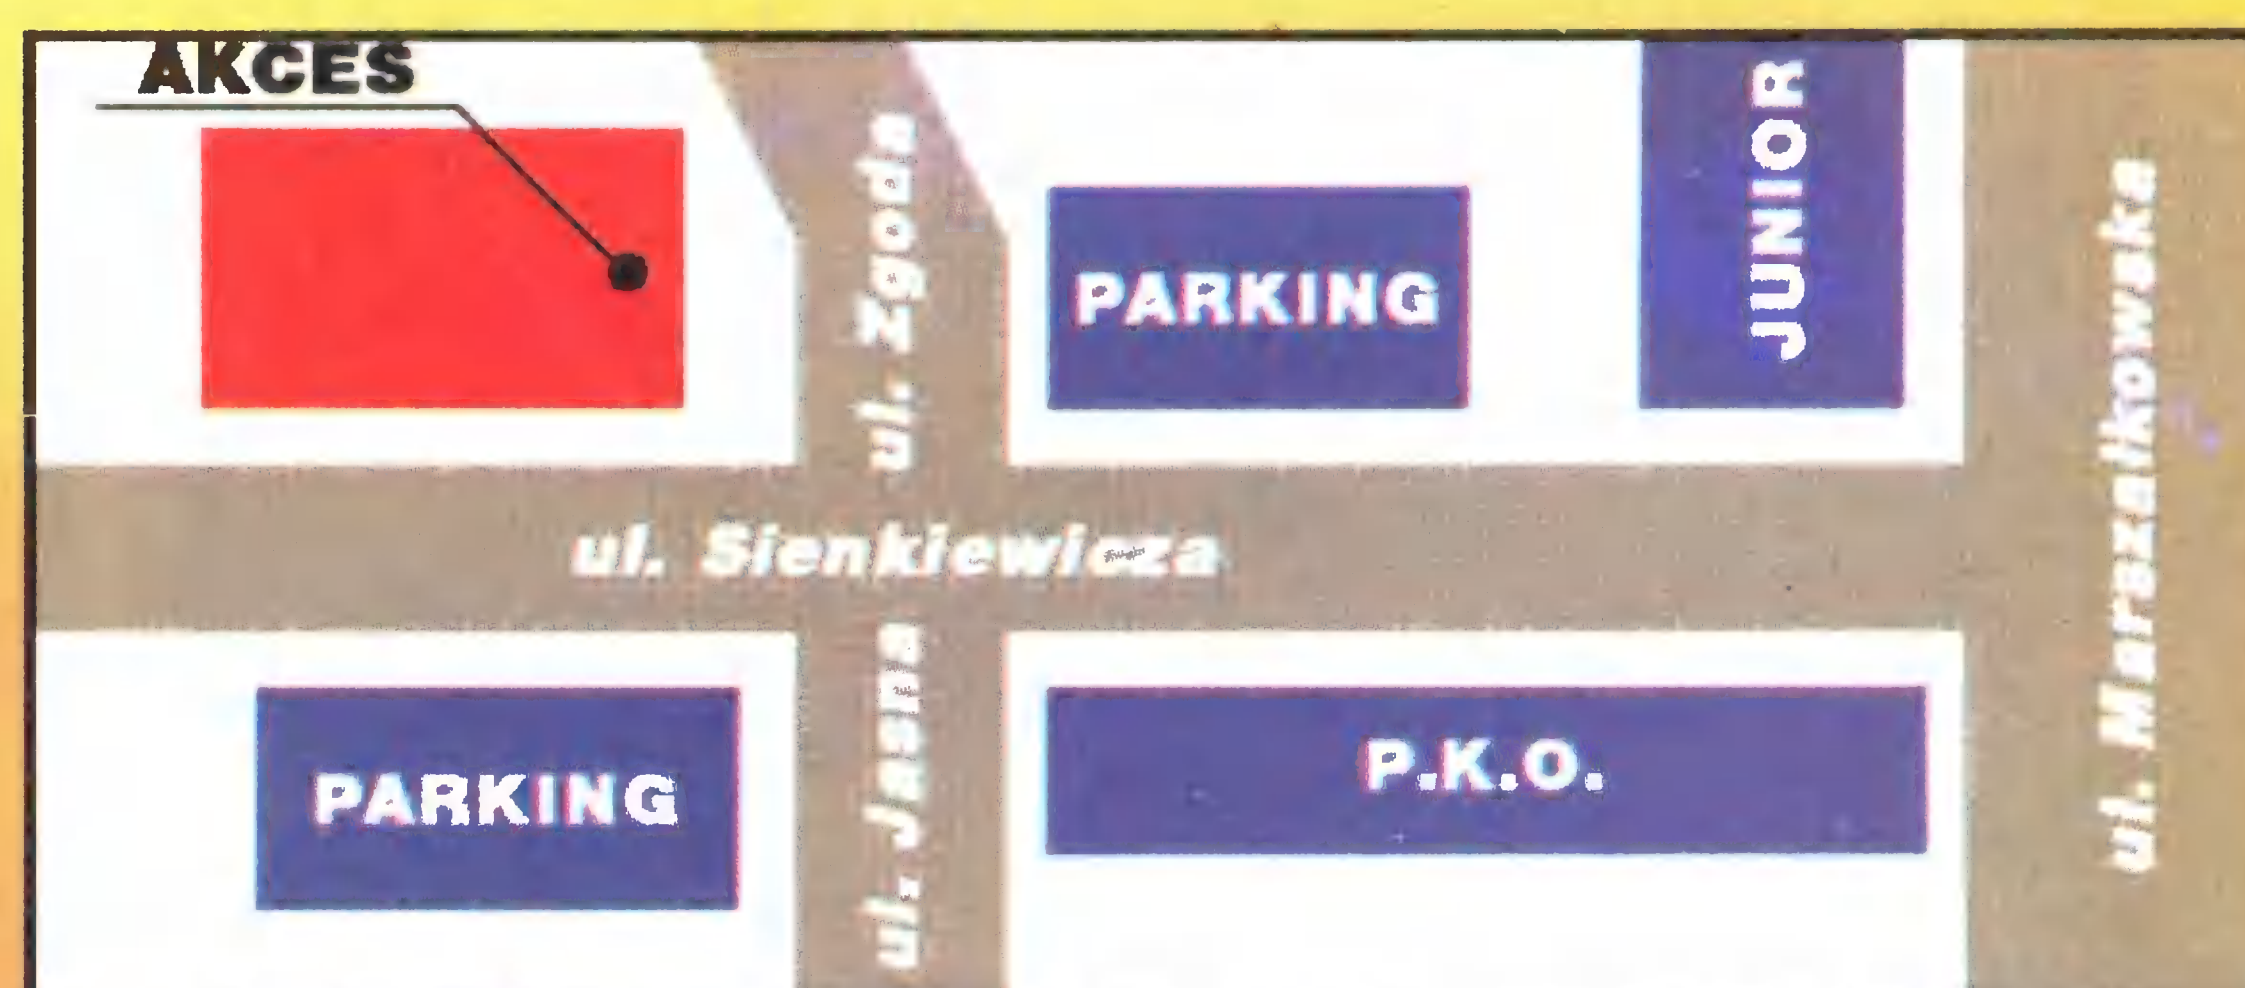 AKCES
ul. Zgoda
PARKING
JUNIOR
ul. Marszałkowska
ul. Sienkiewicza
ul. Jasna
PARKING
P.K.O.